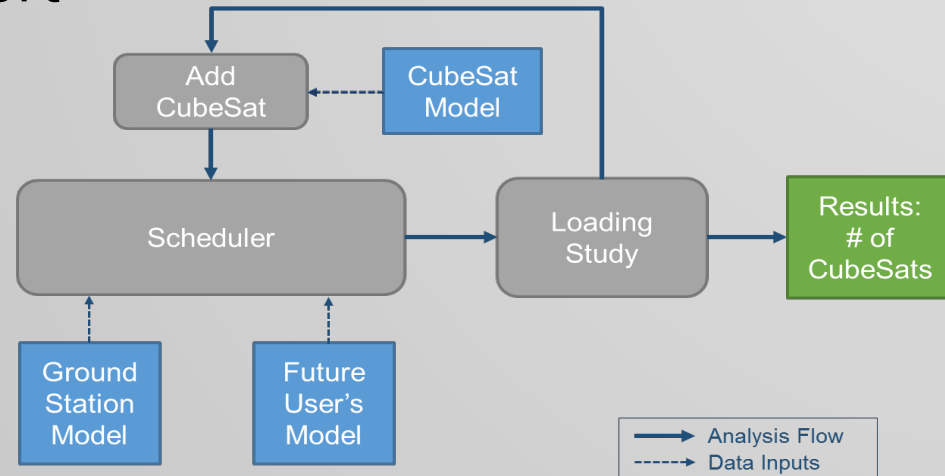 Add
CubeSat
CubeSat
Model
Scheduler
Loading
Study
Results:
# of
CubeSats
Ground
Station
Model
Future
User's
Model
Analysis Flow
Data Inputs